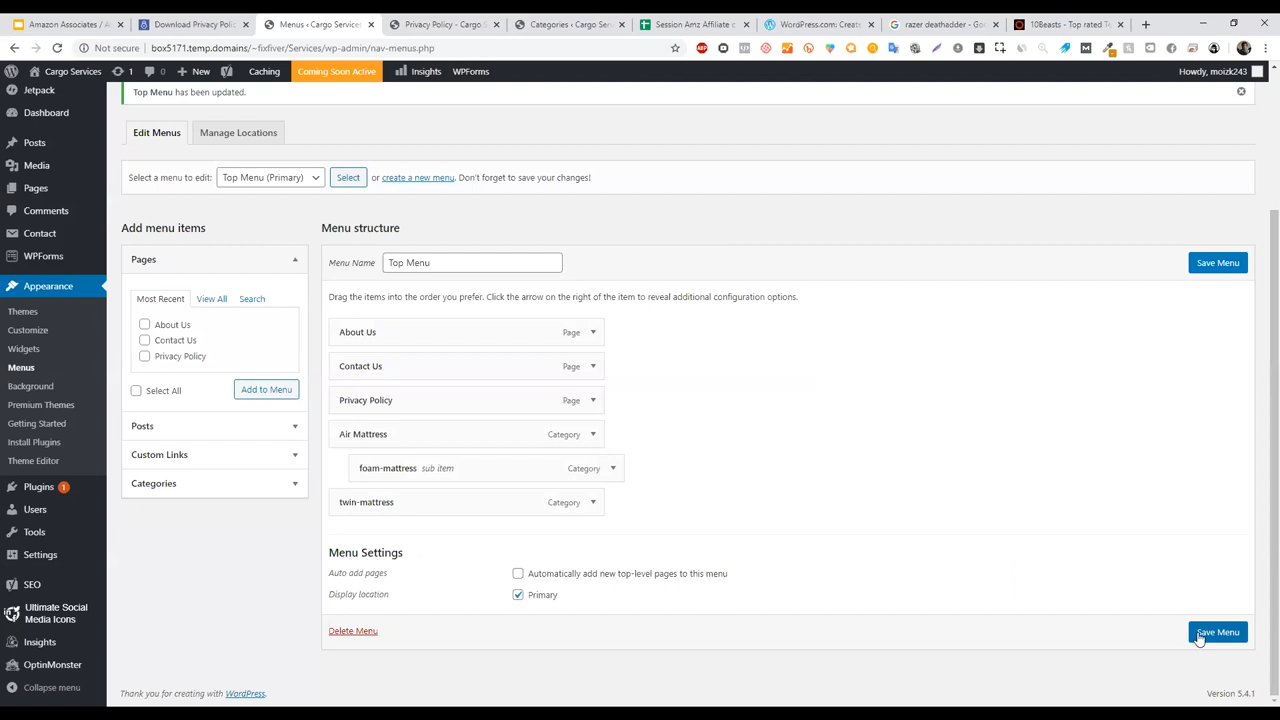 Amazon Associates /
Download Privacy Polic
Menus ‹ Cargo Services
Privacy Policy - Cargo S
Categories ‹ Cargo Serv
Session Amz Affiliate c
WordPress.com: Create
razer deathadder - Goo
10Beasts - Top rated Te
Not secure
box5171.temp.domains/~fixfiver/Services/wp-admin/nav-menus.php
Cargo Services
1
0
New
Caching
Coming Soon Active
Insights
WPForms
Howdy, moizk243
Jetpack
Dashboard
Posts
Media
Pages
Comments
Contact
WPForms
Appearance
Themes
Customize
Widgets
Menus
Background
Premium Themes
Getting Started
Install Plugins
Theme Editor
Plugins 1
Users
Tools
Settings
SEO
Ultimate Social
Media Icons
Insights
OptinMonster
Collapse menu
Top Menu has been updated.
Edit Menus
Manage Locations
Select a menu to edit:
Top Menu (Primary)
Select
or create a new menu. Don't forget to save your changes!
Add menu items
Pages
Most Recent
View All
Search
About Us
Contact Us
Privacy Policy
Select All
Add to Menu
Posts
Custom Links
Categories
Menu structure
Menu Name
Top Menu
Save Menu
Drag the items into the order you prefer. Click the arrow on the right of the item to reveal additional configuration options.
About Us
Page
Contact Us
Page
Privacy Policy
Page
Air Mattress
Category
foam-mattress sub item
Category
twin-mattress
Category
Menu Settings
Auto add pages
Automatically add new top-level pages to this menu
Display location
Primary
Delete Menu
Save Menu
Thank you for creating with WordPress.
Version 5.4.1